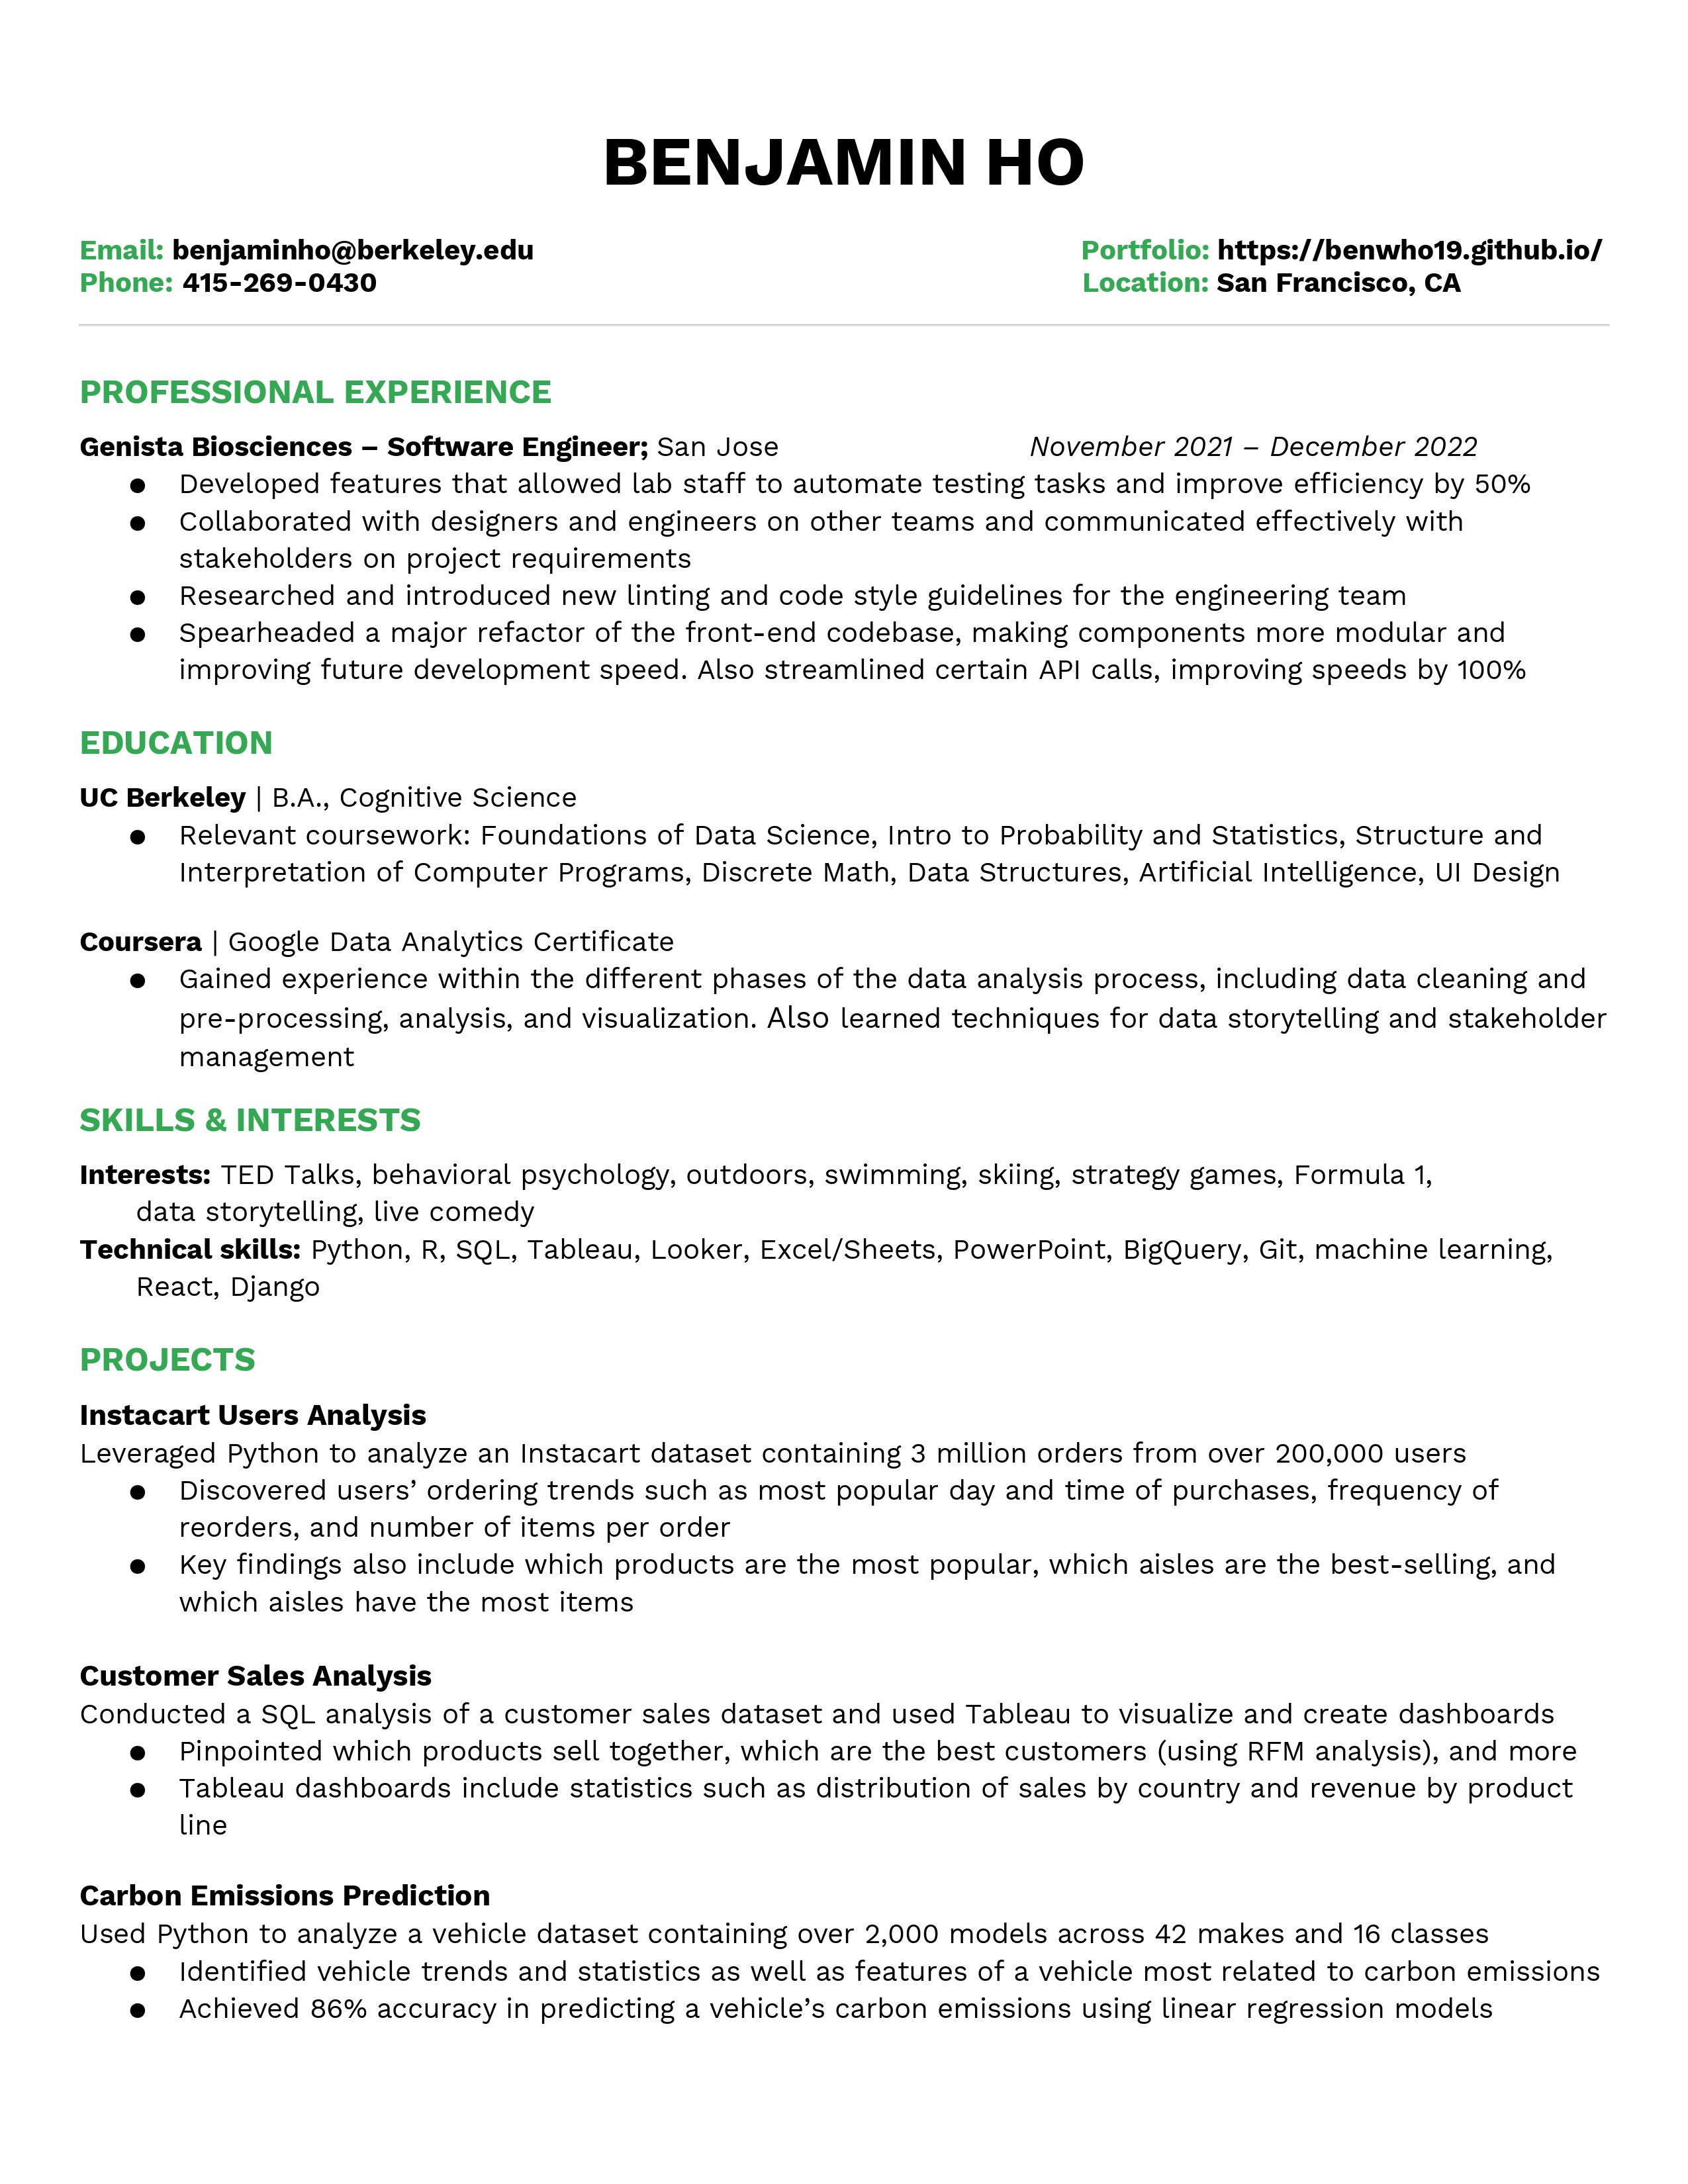 BENJAMIN HO
Email: benjaminho@berkeley.edu
Portfolio: https://benwho19.github.io/
Phone: 415-269-0430
Location: San Francisco, CA
PROFESSIONAL EXPERIENCE
Genista Biosciences – Software Engineer; San Jose November 2021 – December 2022
● Developed features that allowed lab staff to automate testing tasks and improve efficiency by 50%
● Collaborated with designers and engineers on other teams and communicated effectively with
stakeholders on project requirements
● Researched and introduced new linting and code style guidelines for the engineering team
● Spearheaded a major refactor of the front-end codebase, making components more modular and
improving future development speed. Also streamlined certain API calls, improving speeds by 100%
EDUCATION
UC Berkeley | B.A., Cognitive Science
● Relevant coursework: Foundations of Data Science, Intro to Probability and Statistics, Structure and
Interpretation of Computer Programs, Discrete Math, Data Structures, Artificial Intelligence, UI Design
Coursera | Google Data Analytics Certificate
● Gained experience within the different phases of the data analysis process, including data cleaning and
pre-processing, analysis, and visualization. Also learned techniques for data storytelling and stakeholder
management
SKILLS & INTERESTS
Interests: TED Talks, behavioral psychology, outdoors, swimming, skiing, strategy games, Formula 1,
data storytelling, live comedy
Technical skills: Python, R, SQL, Tableau, Looker, Excel/Sheets, PowerPoint, BigQuery, Git, machine learning,
React, Django
PROJECTS
Instacart Users Analysis
Leveraged Python to analyze an Instacart dataset containing 3 million orders from over 200,000 users
● Discovered users’ ordering trends such as most popular day and time of purchases, frequency of
reorders, and number of items per order
● Key findings also include which products are the most popular, which aisles are the best-selling, and
which aisles have the most items
Customer Sales Analysis
Conducted a SQL analysis of a customer sales dataset and used Tableau to visualize and create dashboards
● Pinpointed which products sell together, which are the best customers (using RFM analysis), and more
● Tableau dashboards include statistics such as distribution of sales by country and revenue by product
line
Carbon Emissions Prediction
Used Python to analyze a vehicle dataset containing over 2,000 models across 42 makes and 16 classes
● Identified vehicle trends and statistics as well as features of a vehicle most related to carbon emissions
● Achieved 86% accuracy in predicting a vehicle’s carbon emissions using linear regression models